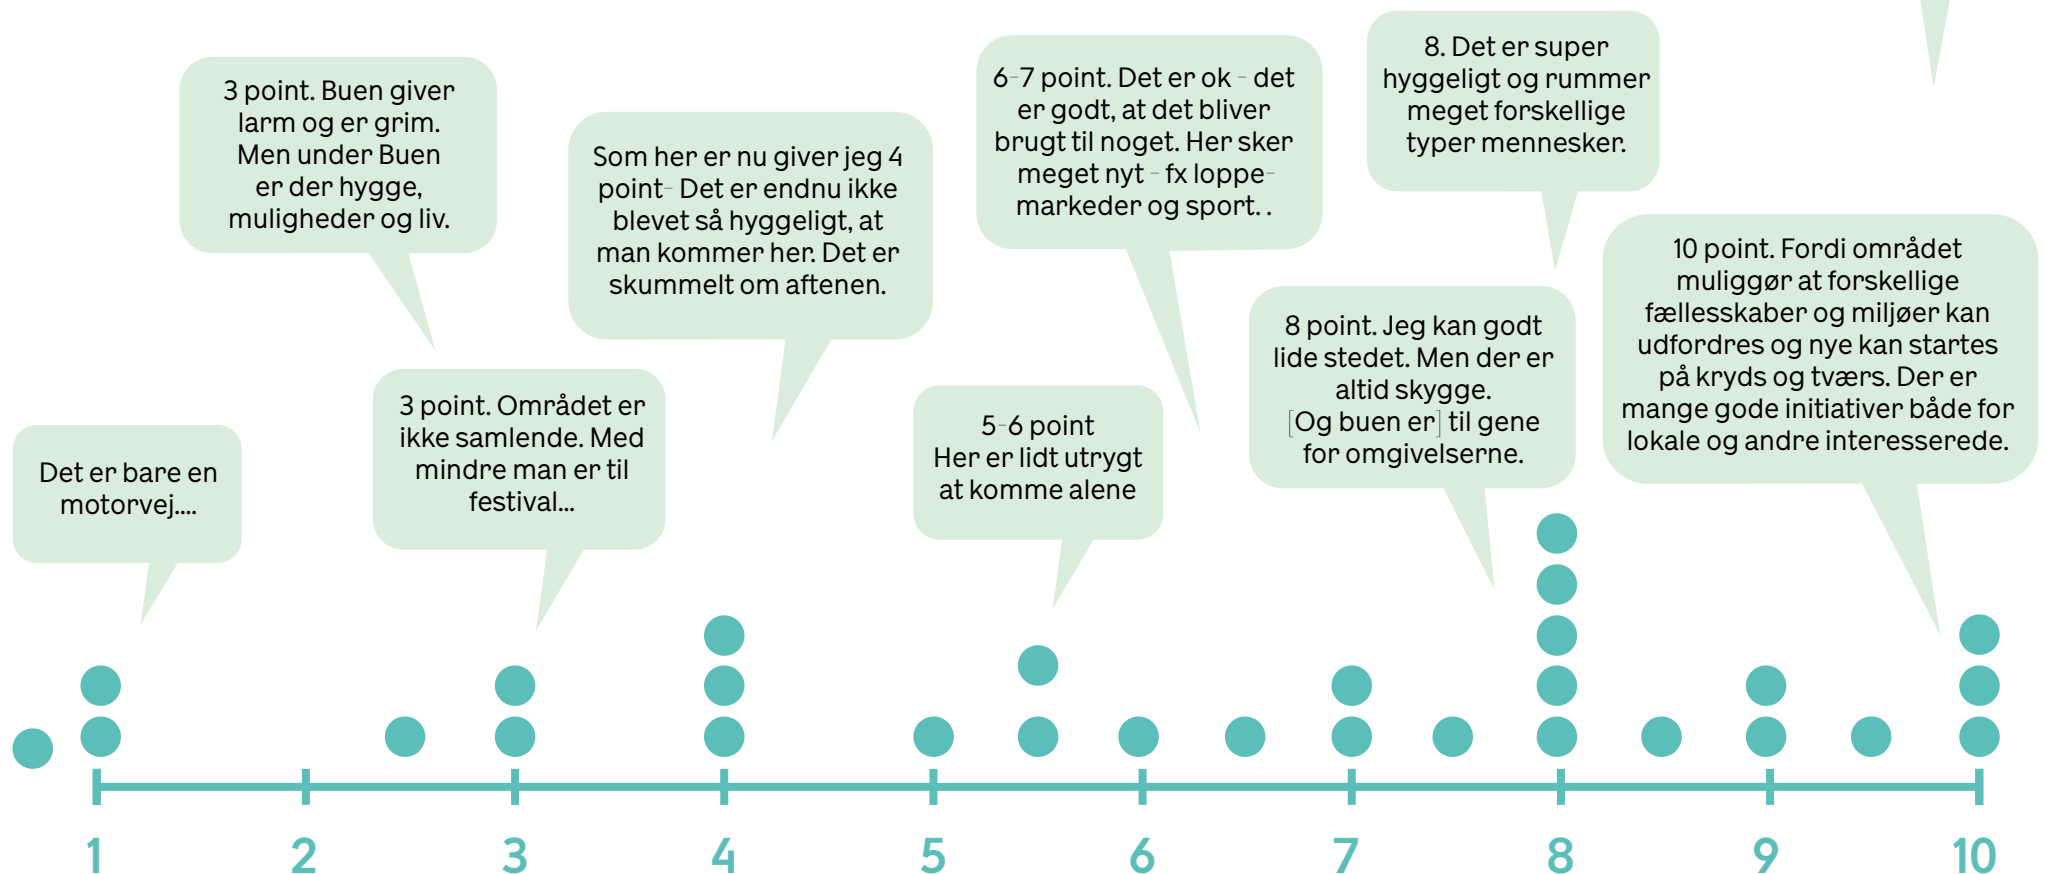 3 point. Buen giver
larm og er grim.
Men under Buen
er der hygge,
muligheder og liv.
Som her er nu giver jeg 4
point- Det er endnu ikke
blevet så hyggeligt, at
man kommer her. Det er
skummelt om aftenen.
6-7 point. Det er ok - det
er godt, at det bliver
brugt til noget. Her sker
meget nyt - fx loppe-
markeder og sport. .
8. Det er super
hyggeligt og rummer
meget forskellige
typer mennesker.
Det er bare en
motorvej....
3 point. Området er
ikke samlende. Med
mindre man er til
festival...
5-6 point
Her er lidt utrygt
at komme alene
8 point. Jeg kan godt
lide stedet. Men der er
altid skygge.
[Og buen er] til gene
for omgivelserne.
10 point. Fordi området
muliggør at forskellige
fællesskaber og miljøer kan
udfordres og nye kan startes
på kryds og tværs. Der er
mange gode initiativer både for
lokale og andre interesserede.
1 2 3 4 5 6 7 8 9 10